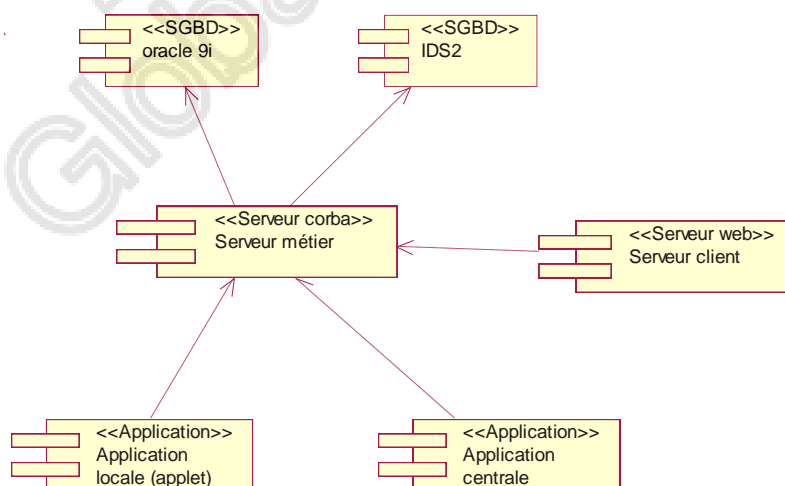 <<SGBD>>
oracle 9i
<<SGBD>>
IDS2
<<Serveur corba>>
Serveur métier
<<Serveur web>>
Serveur client
<<Application>>
Application
locale (applet)
<<Application>>
Application
centrale
Globa